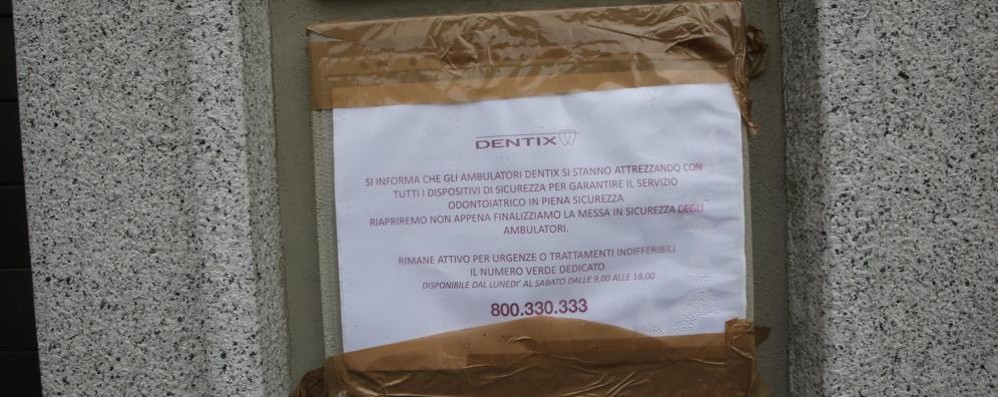 DENTIX
SI INFORMA CHE GLI AMBULATORI DENTIX SI STANNO ATTREZZANDO CON
TUTTI I DISPOSITIVI DI SICUREZZA PER GARANTIRE IL SERVIZIO
ODONTOIATRICO IN PIENA SICUREZZA
RIAPRIREMO NON APPENA FINALIZZIAMO LA MESSA IN SICUREZZA DEGLI
AMBULATORI.
RIMANE ATTIVO PER URGENZE O TRATTAMENTI INDIFFERIBILI
IL NUMERO VERDE DEDICATO
DISPONIBILE DAL LUNEDI' AL SABATO DALLE 9,00 ALLE 18,00
800.330.333